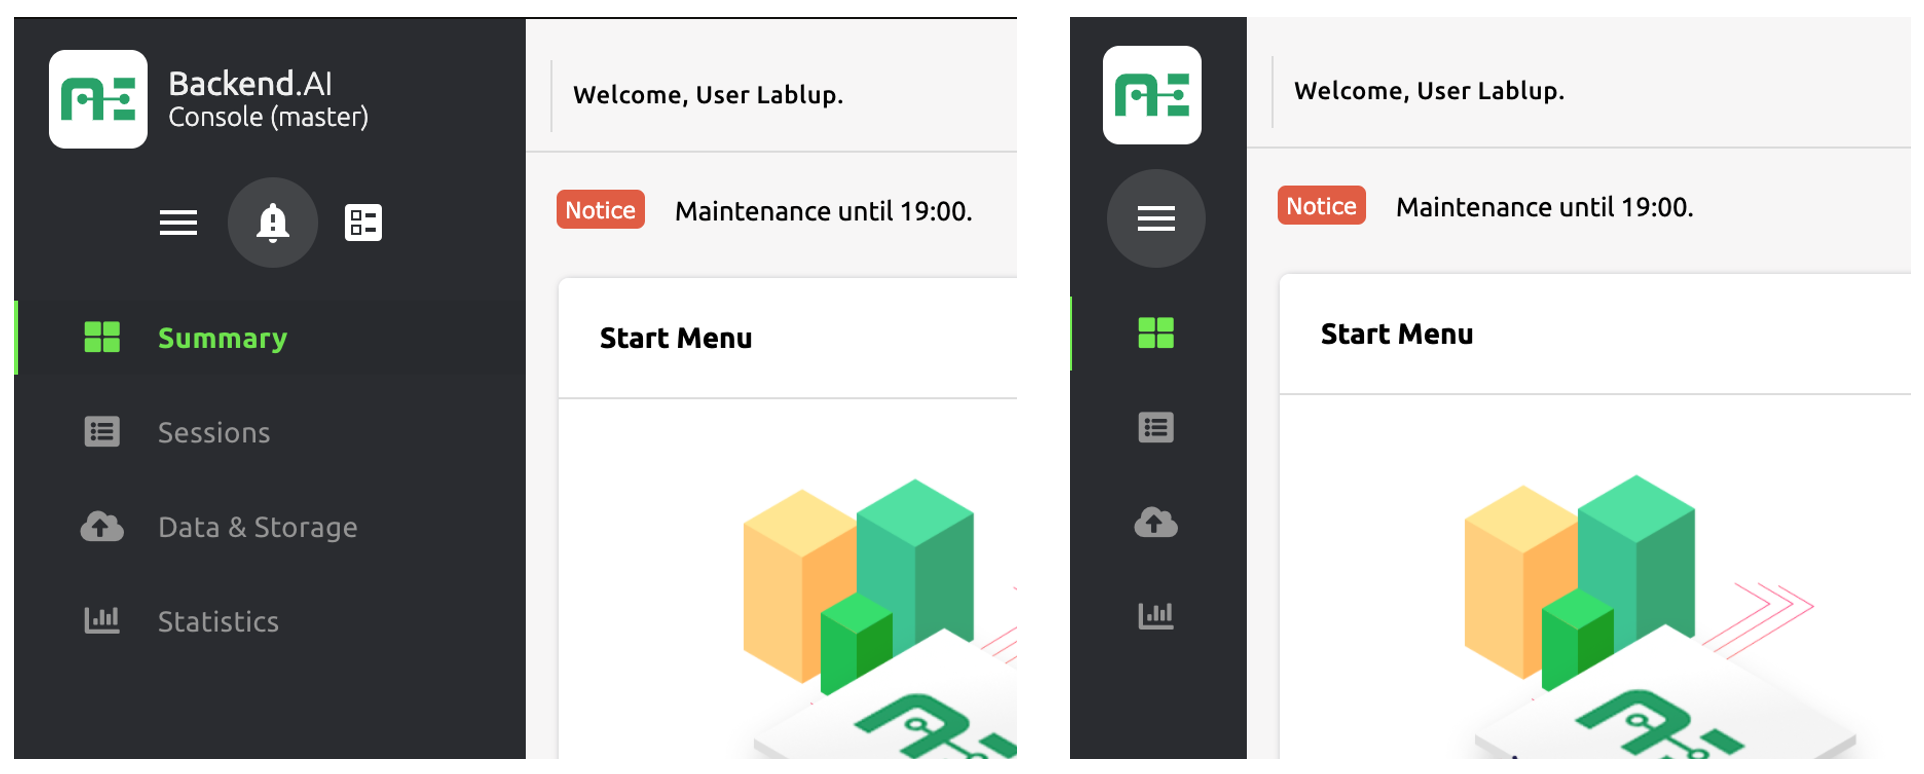 Backend.AI
Console (master)
Welcome, User Lablup.
Notice Maintenance until 19:00.
Summary
Sessions
Data & Storage
Statistics
Start Menu
Welcome, User Lablup.
Notice Maintenance until 19:00.
Start Menu